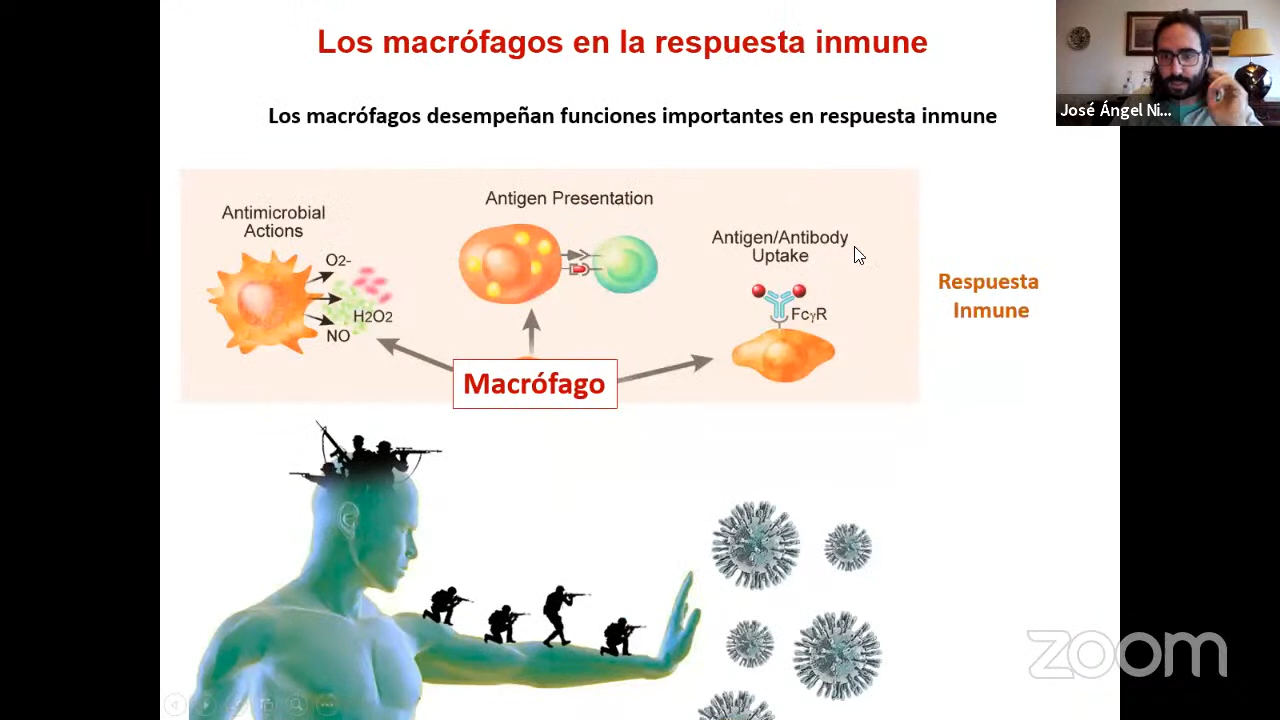 Los macrófagos en la respuesta inmune
José Ángel Ni...
Los macrófagos desempeñan funciones importantes en respuesta inmune
Antimicrobial
Actions
O2-
H2O2
NO
Antigen Presentation
Antigen/Antibody
Uptake
FcγR
Respuesta
Inmune
Macrófago
zoom